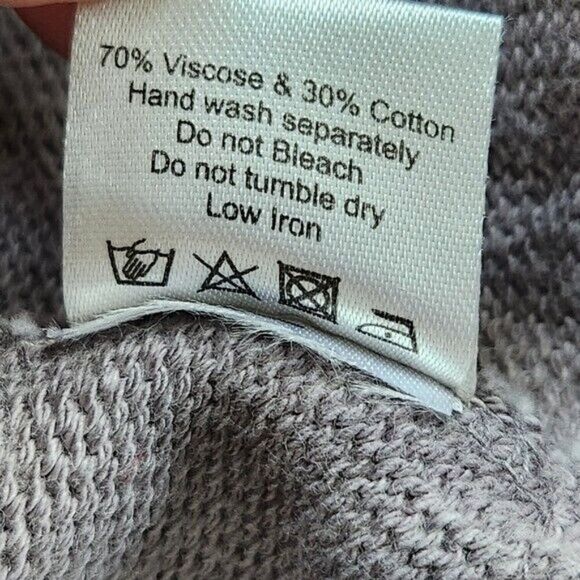 70% Viscose & 30% Cotton
Hand wash separately
Do not Bleach
Do not tumble dry
Low Iron